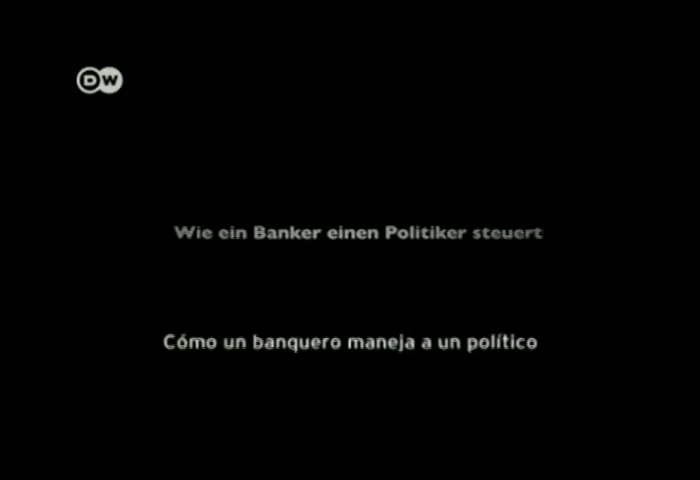 DW
Wie ein Banker einen Politiker steuert
Cómo un banquero maneja a un político